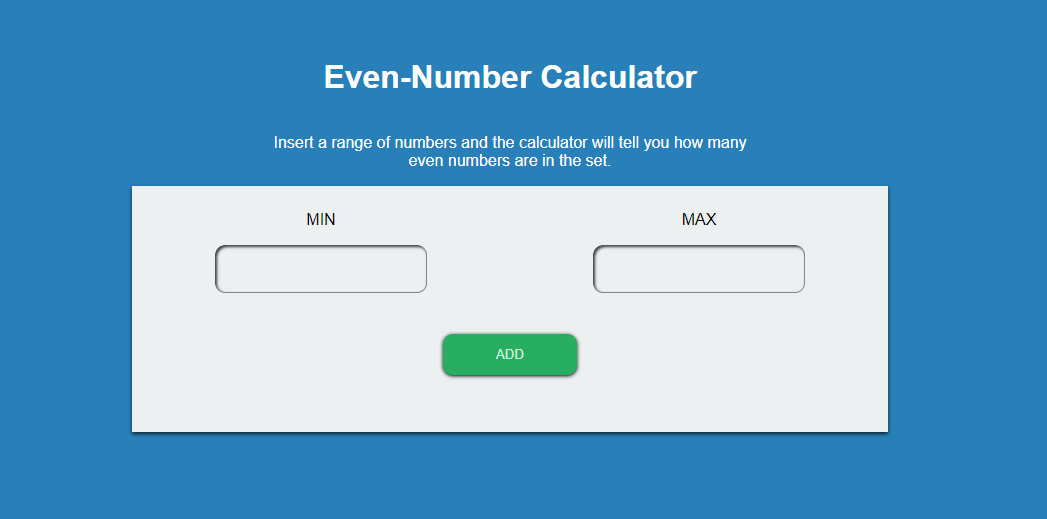 Even-Number Calculator
Insert a range of numbers and the calculator will tell you how many
even numbers are in the set.
MIN
MAX
ADD